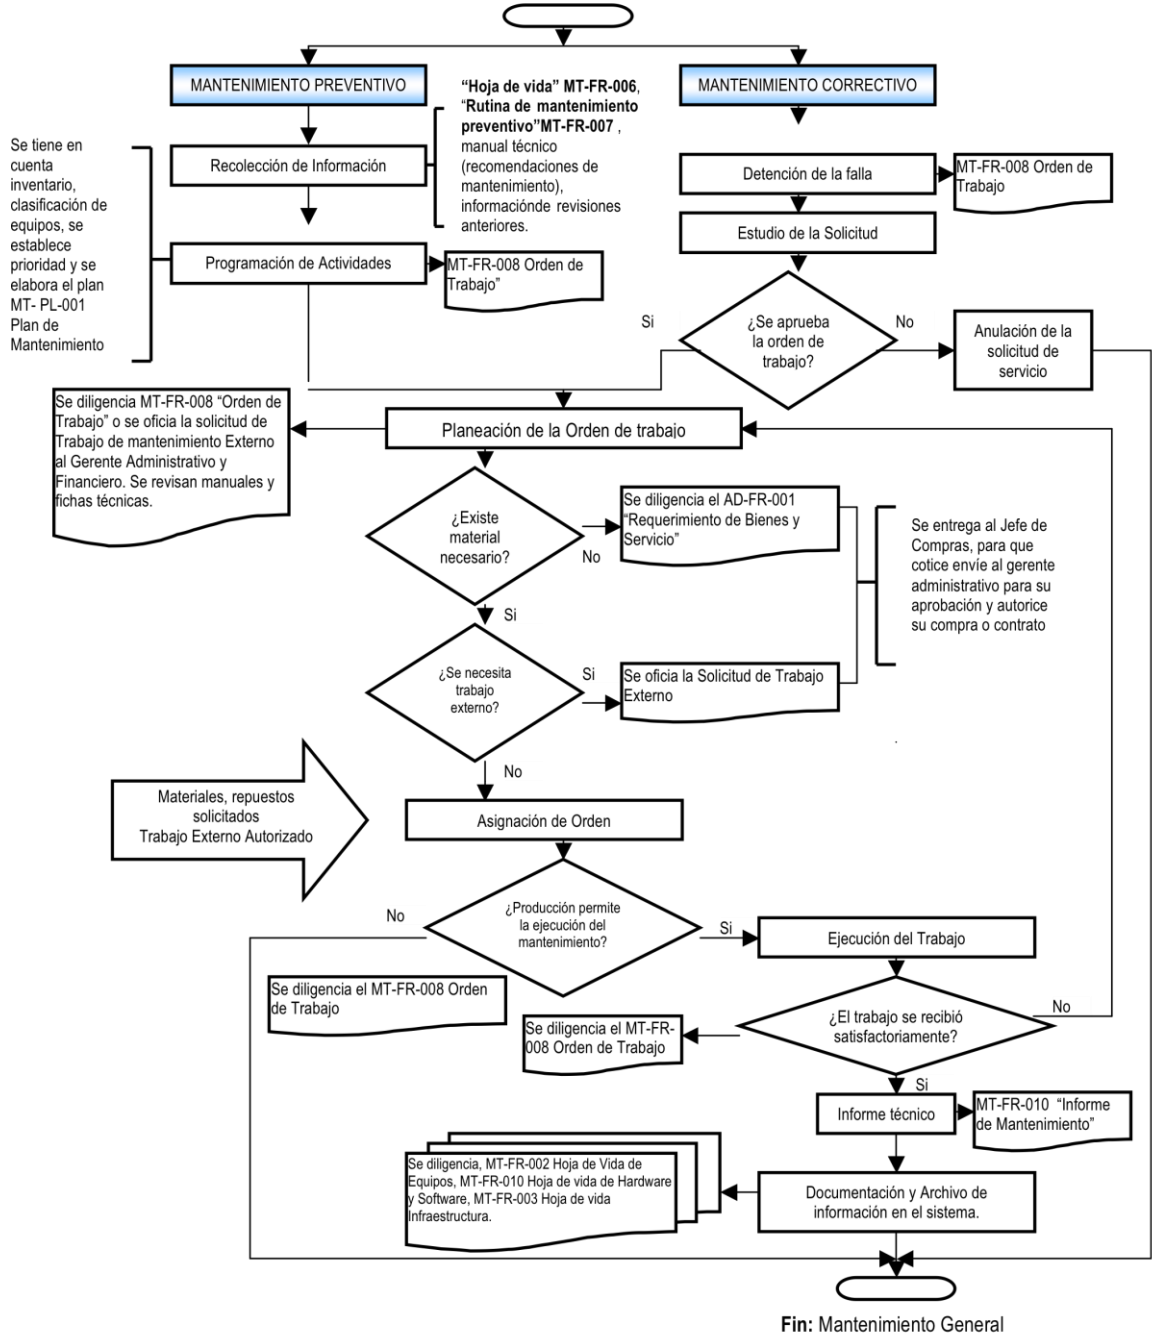 MANTENIMIENTO PREVENTIVO
MANTENIMIENTO CORRECTIVO
“Hoja de vida” MT-FR-006,
“Rutina de mantenimiento
preventivo”MT-FR-007 ,
manual técnico
(recomendaciones de
mantenimiento),
informaciónde revisiones
anteriores.
Se tiene en
cuenta
inventario,
clasificación de
equipos, se
establece
prioridad y se
elabora el plan
MT- PL-001
Plan de
Mantenimiento
Recolección de Información
Detención de la falla
MT-FR-008 Orden de
Trabajo
Estudio de la Solicitud
Programación de Actividades
MT-FR-008 Orden de
Trabajo”
Si
¿Se aprueba
la orden de
trabajo?
No
Anulación de la
solicitud de
servicio
Se diligencia MT-FR-008 “Orden de
Trabajo” o se oficia la solicitud de
Trabajo de mantenimiento Externo
al Gerente Administrativo y
Financiero. Se revisan manuales y
fichas técnicas.
Planeación de la Orden de trabajo
¿Existe
material
necesario?
No
Se diligencia el AD-FR-001
“Requerimiento de Bienes y
Servicio”
Se entrega al Jefe de
Compras, para que
cotice envíe al gerente
administrativo para su
aprobación y autorice
su compra o contrato
Si
¿Se necesita
trabajo
externo?
Si
Se oficia la Solicitud de Trabajo
Externo
No
Materiales, repuestos
solicitados
Trabajo Externo Autorizado
Asignación de Orden
No
¿Producción permite
la ejecución del
mantenimiento?
Si
Ejecución del Trabajo
Se diligencia el MT-FR-008 Orden
de Trabajo
Se diligencia el MT-FR-
008 Orden de Trabajo
¿El trabajo se recibió
satisfactoriamente?
No
Si
Informe técnico
MT-FR-010 “Informe
de Mantenimiento”
Se diligencia, MT-FR-002 Hoja de Vida de
Equipos, MT-FR-010 Hoja de vida de Hardware
y Software, MT-FR-003 Hoja de vida
Infraestructura.
Documentación y Archivo de
información en el sistema.
Fin: Mantenimiento General